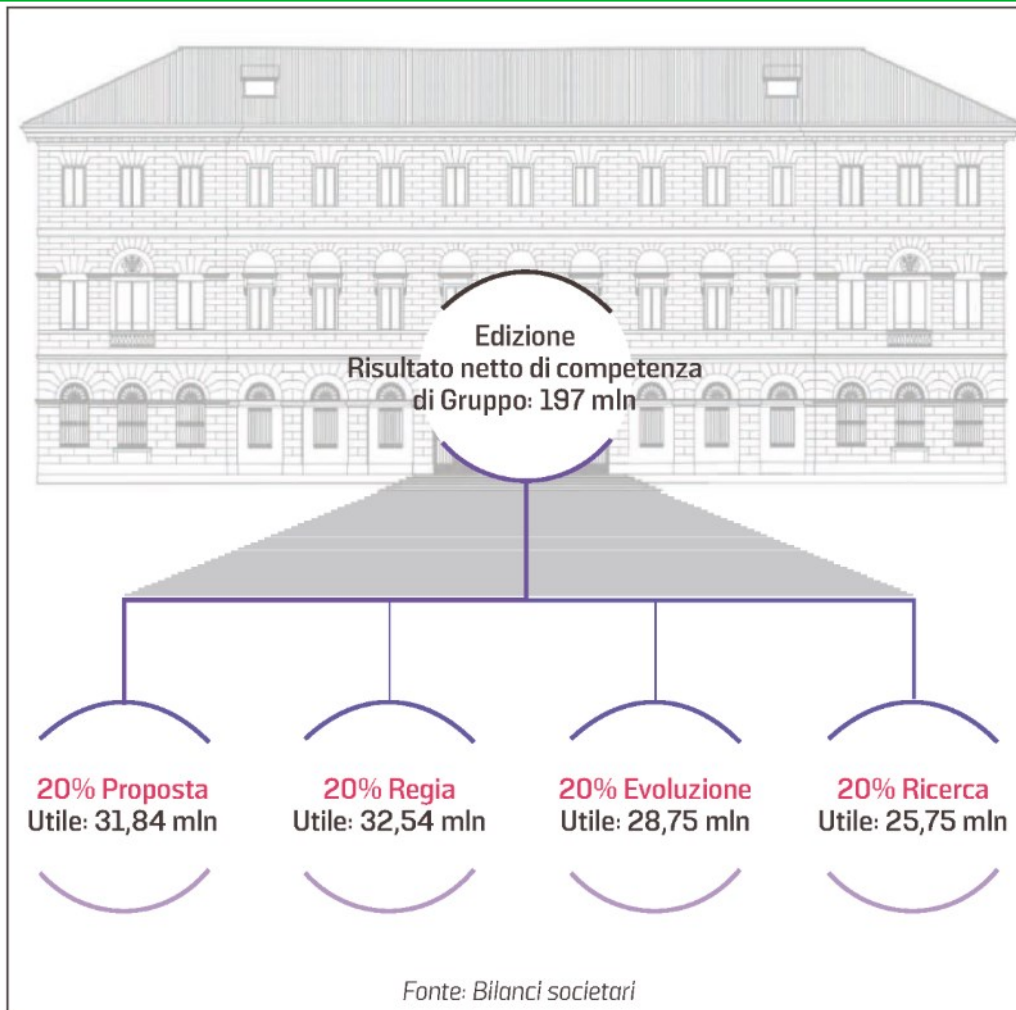 Edizione
Risultato netto di competenza
di Gruppo: 197 mln
20% Proposta
Utile: 31,84 mln
20% Regia
Utile: 32,54 mln
20% Evoluzione
Utile: 28,75 mln
20% Ricerca
Utile: 25,75 mln
Fonte: Bilanci societari